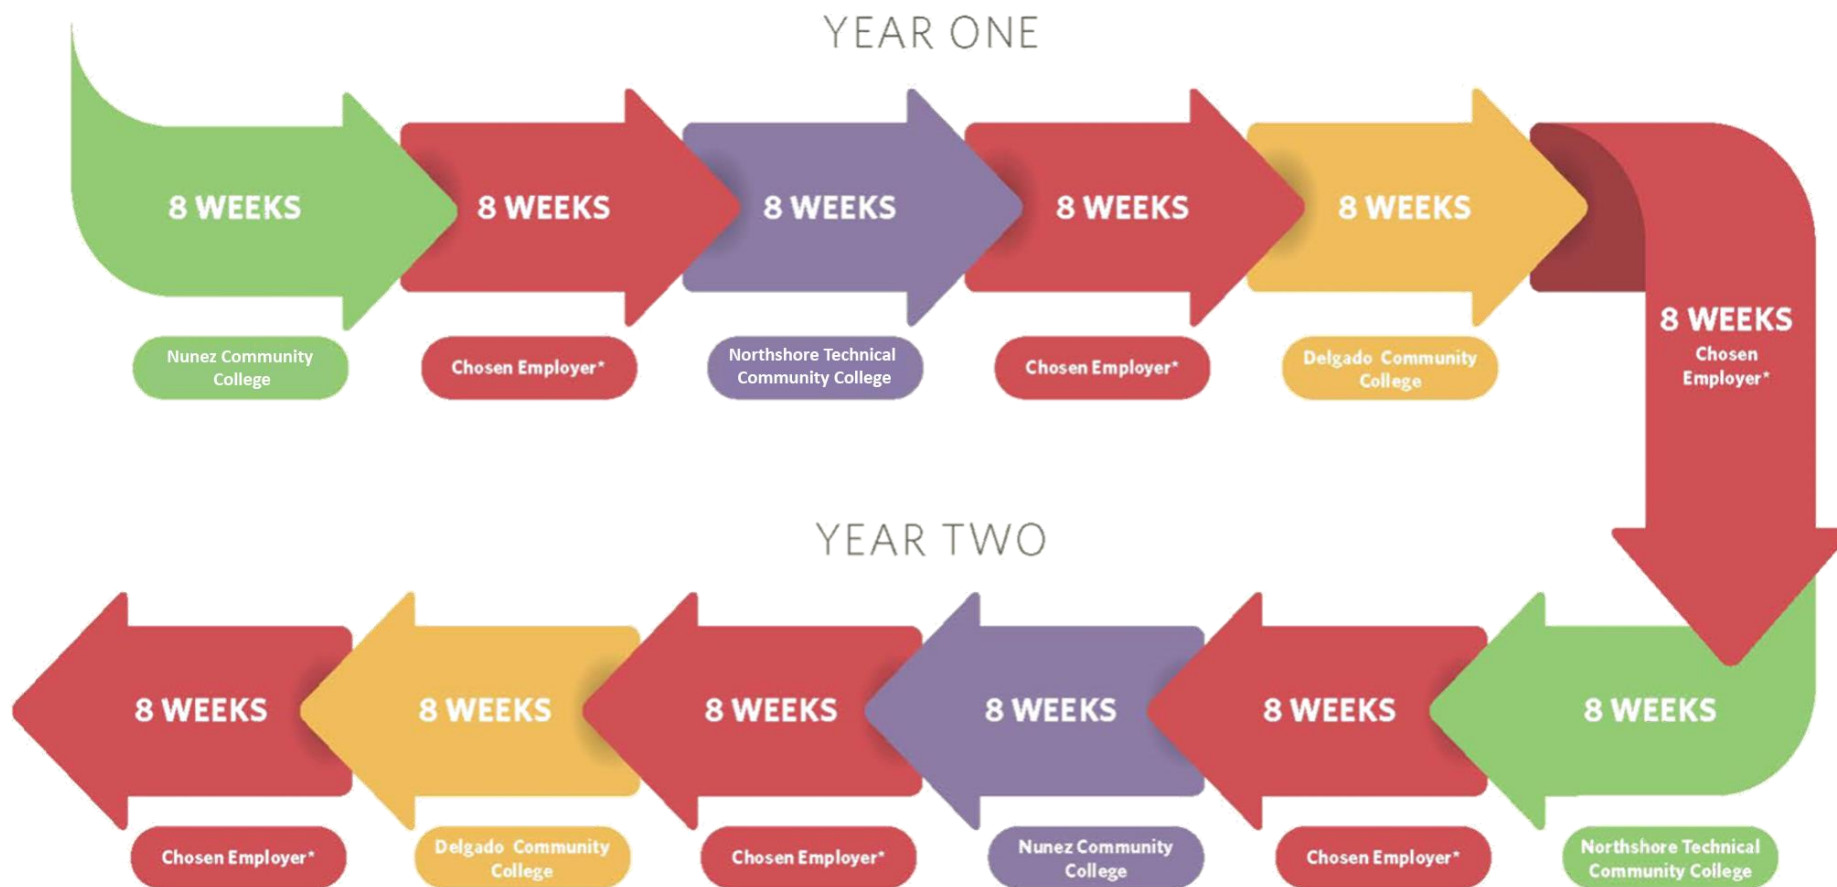 YEAR ONE
8 WEEKS
8 WEEKS
8 WEEKS
8 WEEKS
8 WEEKS
8 WEEKS
Chosen
Employer*
Nunez Community
College
Chosen Employer*
Northshore Technical
Community College
Chosen Employer*
Delgado Community
College
YEAR TWO
8 WEEKS
8 WEEKS
8 WEEKS
8 WEEKS
8 WEEKS
8 WEEKS
Chosen Employer*
Delgado Community
College
Chosen Employer*
Nunez Community
College
Chosen Employer*
Northshore Technical
Community College